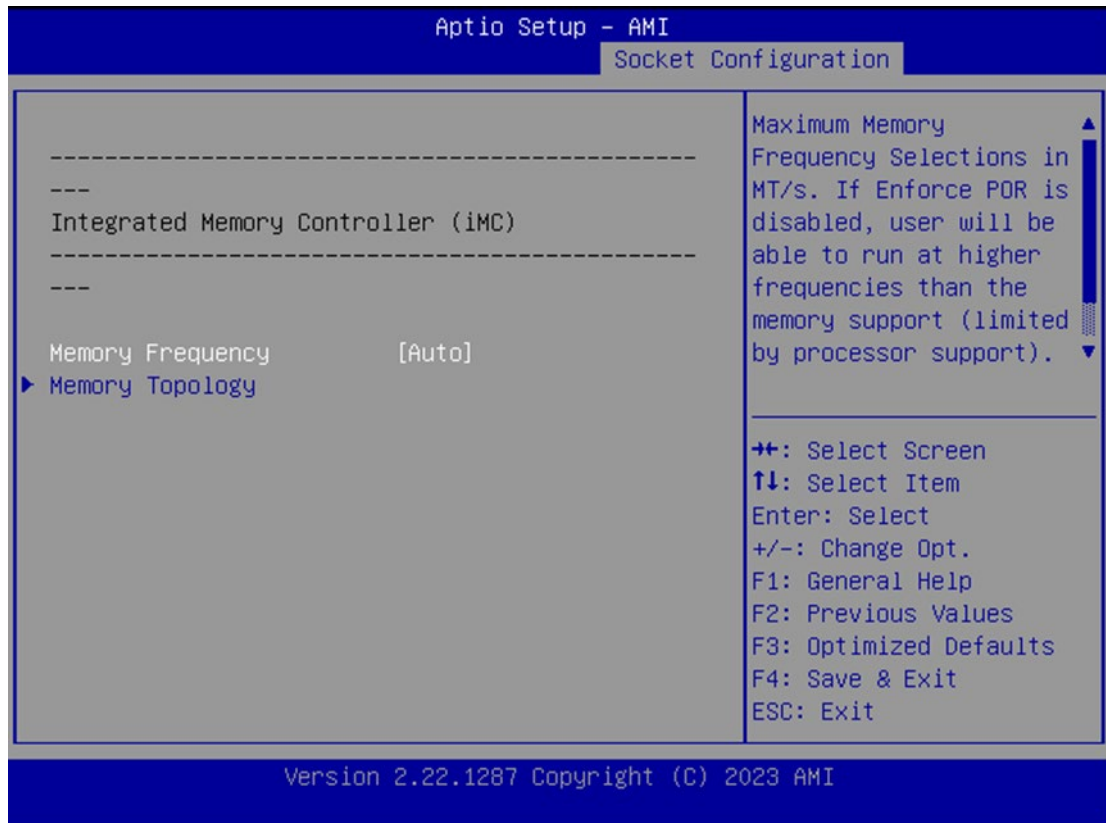 Aptio Setup – AMI
Socket Configuration
------------------------------------------------
---
Integrated Memory Controller (iMC)
------------------------------------------------
---
Memory Frequency [Auto]
Memory Topology
Maximum Memory
Frequency Selections in
MT/s. If Enforce POR is
disabled, user will be
able to run at higher
frequencies than the
memory support (limited
by processor support).
→←: Select Screen
↑↓: Select Item
Enter: Select
+/-: Change Opt.
F1: General Help
F2: Previous Values
F3: Optimized Defaults
F4: Save & Exit
ESC: Exit
Version 2.22.1287 Copyright (C) 2023 AMI